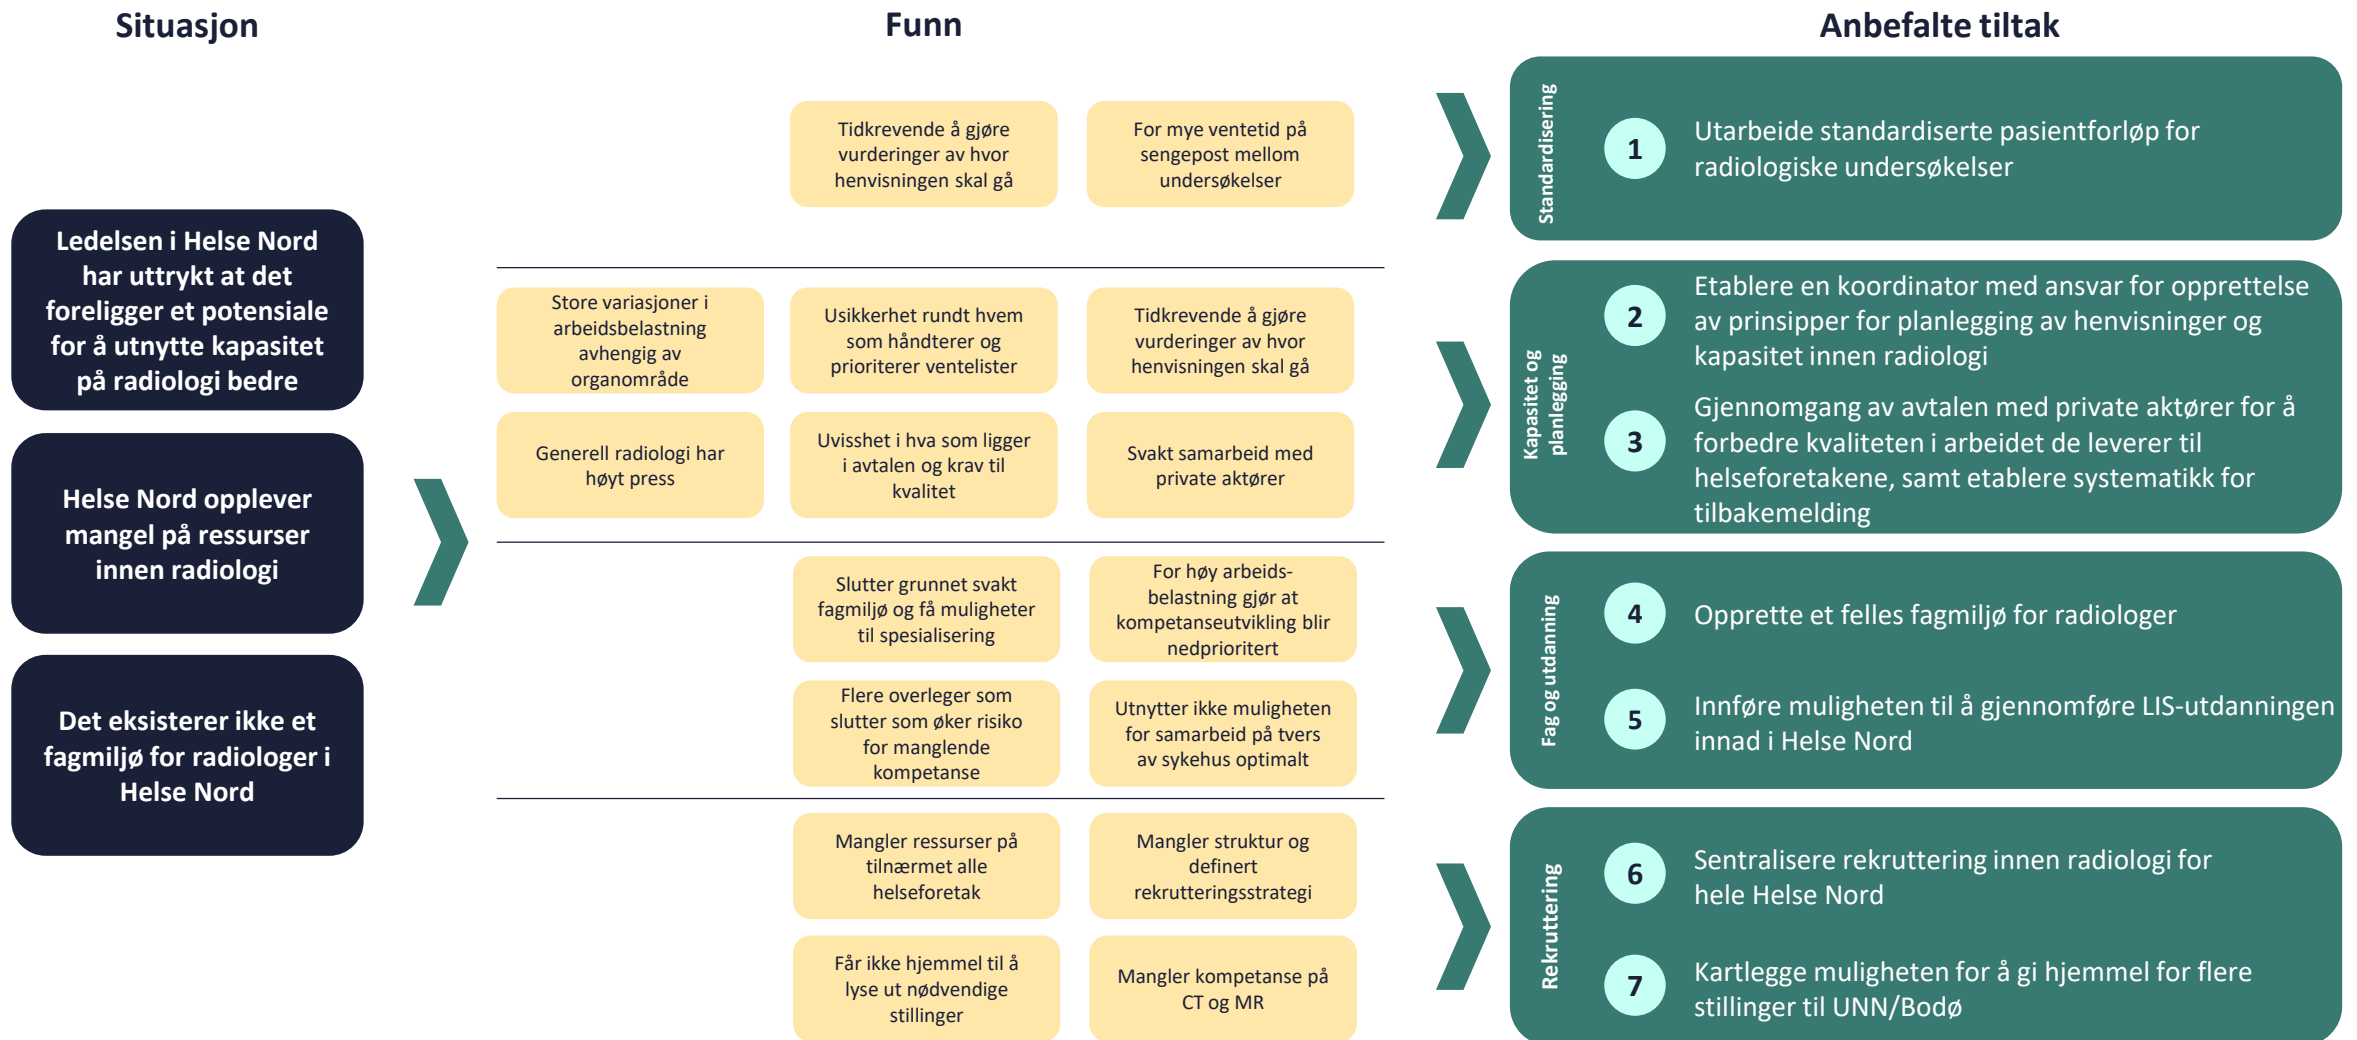 Situasjon
Funn
Anbefalte tiltak
Ledelsen i Helse Nord
har uttrykt at det
foreligger et potensiale
for å utnytte kapasitet
på radiologi bedre
Helse Nord opplever
mangel på ressurser
innen radiologi
Det eksisterer ikke et
fagmiljø for radiologer i
Helse Nord
Tidkrevende å gjøre
vurderinger av hvor
henvisningen skal gå
For mye ventetid på
sengepost mellom
undersøkelser
Standardisering
1
Utarbeide standardiserte pasientforløp for
radiologiske undersøkelser
Store variasjoner i
arbeidsbelastning
avhengig av
organområde
Usikkerhet rundt hvem
som håndterer og
prioriterer ventelister
Tidkrevende å gjøre
vurderinger av hvor
henvisningen skal gå
Generell radiologi har
høyt press
Uvisshet i hva som ligger
i avtalen og krav til
kvalitet
Svakt samarbeid med
private aktører
Kapasitet og
planlegging
2
Etablere en koordinator med ansvar for opprettelse
av prinsipper for planlegging av henvisninger og
kapasitet innen radiologi
3
Gjennomgang av avtalen med private aktører for å
forbedre kvaliteten i arbeidet de leverer til
helseforetakene, samt etablere systematikk for
tilbakemelding
Slutter grunnet svakt
fagmiljø og få muligheter
til spesialisering
For høy arbeids-
belastning gjør at
kompetanseutvikling blir
nedprioritert
Flere overleger som
slutter som øker risiko
for manglende
kompetanse
Utnytter ikke muligheten
for samarbeid på tvers
av sykehus optimalt
Fag og utdanning
4
Opprette et felles fagmiljø for radiologer
5
Innføre muligheten til å gjennomføre LIS-utdanningen
innad i Helse Nord
Mangler ressurser på
tilnærmet alle
helseforetak
Mangler struktur og
definert
rekrutteringsstrategi
Får ikke hjemmel til å
lyse ut nødvendige
stillinger
Mangler kompetanse på
CT og MR
Rekruttering
6
Sentralisere rekruttering innen radiologi for
hele Helse Nord
7
Kartlegge muligheten for å gi hjemmel for flere
stillinger til UNN/Bodø